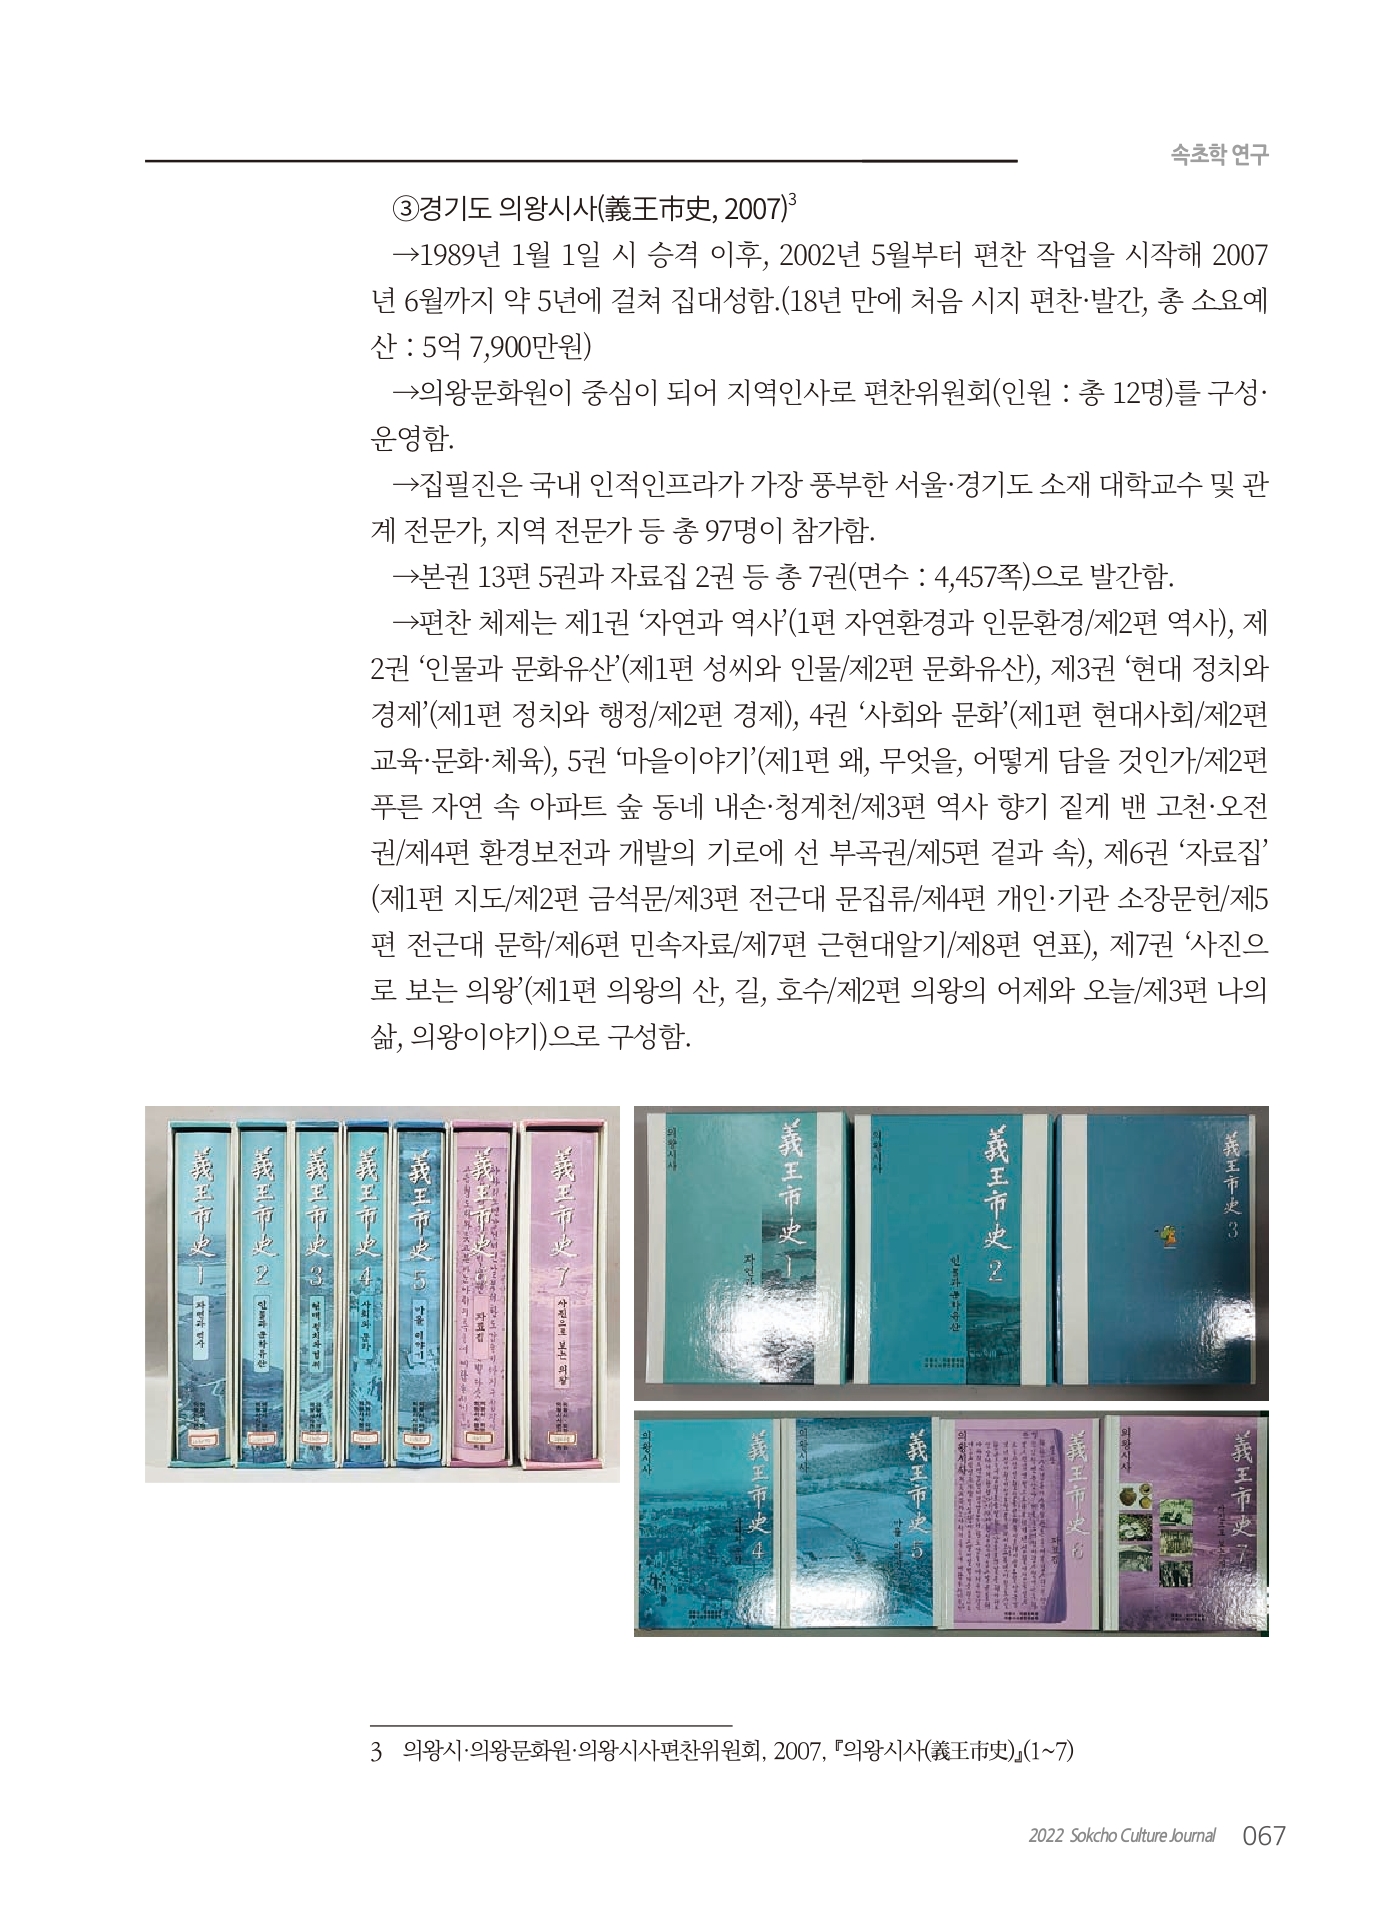 속초학 연구
③경기도 의왕시사(義王市史, 2007)3
→1989년 1월 1일 시 승격 이후, 2002년 5월부터 편찬 작업을 시작해 2007
년 6월까지 약 5년에 걸쳐 집대성함.(18년 만에 처음 시지 편찬·발간, 총 소요예
산 : 5억 7,900만원)
→의왕문화원이 중심이 되어 지역인사로 편찬위원회(인원 : 총 12명)를 구성·
운영함.
→집필진은 국내 인적인프라가 가장 풍부한 서울·경기도 소재 대학교수 및 관
계 전문가, 지역 전문가 등 총 97명이 참가함.
→본권 13편 5권과 자료집 2권 등 총 7권(면수 : 4,457쪽)으로 발간함.
→편찬 체제는 제1권 ‘자연과 역사’(1편 자연환경과 인문환경/제2편 역사), 제
2권 ‘인물과 문화유산’(제1편 성씨와 인물/제2편 문화유산), 제3권 ‘현대 정치와
경제’(제1편 정치와 행정/제2편 경제), 4권 ‘사회와 문화’(제1편 현대사회/제2편
교육·문화·체육), 5권 ‘마을이야기’(제1편 왜, 무엇을, 어떻게 담을 것인가/제2편
푸른 자연 속 아파트 숲 동네 내손·청계천/제3편 역사 향기 짙게 밴 고천·오전
권/제4편 환경보전과 개발의 기로에 선 부곡권/제5편 겉과 속), 제6권 ‘자료집’
(제1편 지도/제2편 금석문/제3편 전근대 문집류/제4편 개인·기관 소장문헌/제5
편 전근대 문학/제6편 민속자료/제7편 근현대알기/제8편 연표), 제7권 ‘사진으
로 보는 의왕’(제1편 의왕의 산, 길, 호수/제2편 의왕의 어제와 오늘/제3편 나의
삶, 의왕이야기)으로 구성함.
義王市史 1 자연과 역사
義王市史 2 인물과 문화유산
義王市史 3 현대 정치와 경제
義王市史 4 사회와 문화
義王市史 5 마을 이야기
義王市史 자료집
義王市史 7 사진으로 보는 의왕
의왕시사 義王市史 1
의왕시사 義王市史 2 인물과 문화유산
義王市史 3
의왕시사 義王市史 4
의왕시사 義王市史 5
의왕시사 義王市史 6 자료집
의왕시사 義王市史 7
3 의왕시·의왕문화원·의왕시사편찬위원회, 2007, 『의왕시사(義王市史)』(1~7)
2022 Sokcho Culture Journal 067